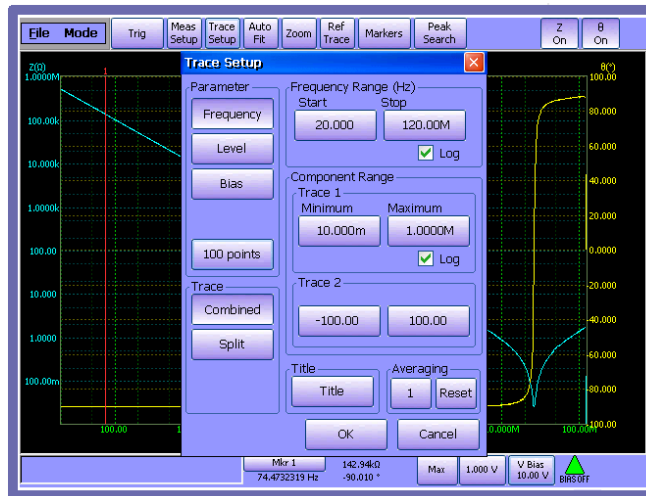 File Mode Trig Meas Setup Trace Setup Auto Fit Zoom Ref Trace Markers Peak Search Z On θ On
Z(Ω) Trace Setup θ(°)
1.0000M 1 100.00
Parameter Frequency Range (Hz)
Start Stop
Frequency 20.000 120.00M 80.000
100.00k
Level Log
10.000k
Component Range
Bias Trace 1 40.000
Minimum Maximum
1.0000k 20.000
10.000m 1.0000M
100.00 100 points Log 0.0000
Trace Trace 2 -20.000
10.000
Combined -100.00 100.00 -40.000
1.0000 Split
-60.000
Title Averaging
100.00m Title 1 Reset -80.000
OK Cancel
100.00 1 0.000M 100.00
Mkr 1 142.94kΩ Max 1.000 V V Bias 10.00 V BIAS OFF
74.4732319 Hz -90.010 °